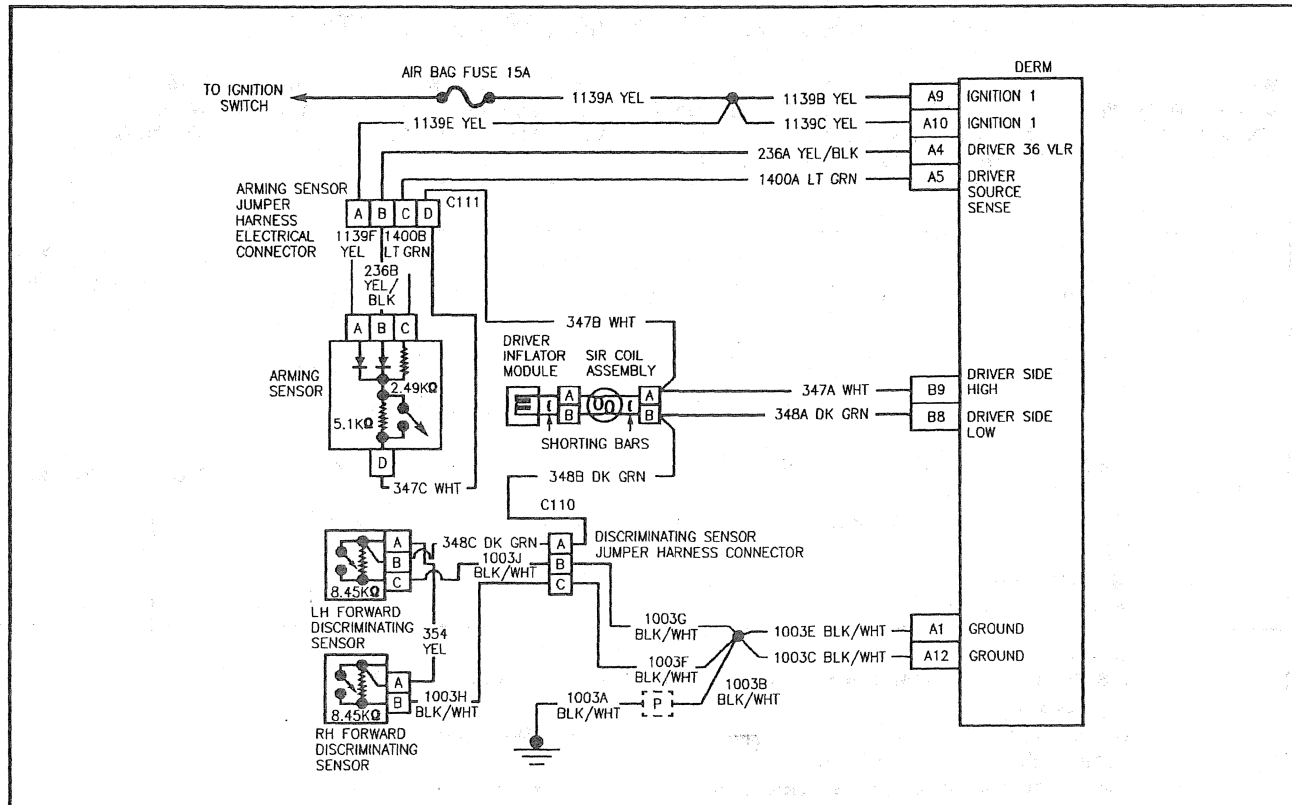 DERM
AIR BAG FUSE 15A
TO IGNITION
SWITCH
1139A YEL
1139B YEL
A9
IGNITION 1
1139E YEL
1139C YEL
A10
IGNITION 1
236A YEL/BLK
A4
DRIVER 36 VLR
1400A LT GRN
A5
DRIVER
SOURCE
SENSE
ARMING SENSOR
JUMPER
HARNESS
ELECTRICAL
CONNECTOR
A B C D
C111
1139F
YEL
1400B
LT GRN
236B
YEL/
BLK
A B C
ARMING
SENSOR
2.49KΩ
5.1KΩ
D
347C WHT
347B WHT
DRIVER
INFLATOR
MODULE
SIR COIL
ASSEMBLY
A
B
A
B
SHORTING BARS
347A WHT
B9
DRIVER SIDE
HIGH
348A DK GRN
B8
DRIVER SIDE
LOW
348B DK GRN
C110
DISCRIMINATING SENSOR
JUMPER HARNESS CONNECTOR
A
B
C
348C DK GRN
1003J
BLK/WHT
A
B
C
8.45KΩ
LH FORWARD
DISCRIMINATING
SENSOR
354
YEL
A
B
1003H
BLK/WHT
8.45KΩ
RH FORWARD
DISCRIMINATING
SENSOR
1003G
BLK/WHT
1003F
BLK/WHT
1003E BLK/WHT
A1
GROUND
1003C BLK/WHT
A12
GROUND
1003A
BLK/WHT
P
1003B
BLK/WHT